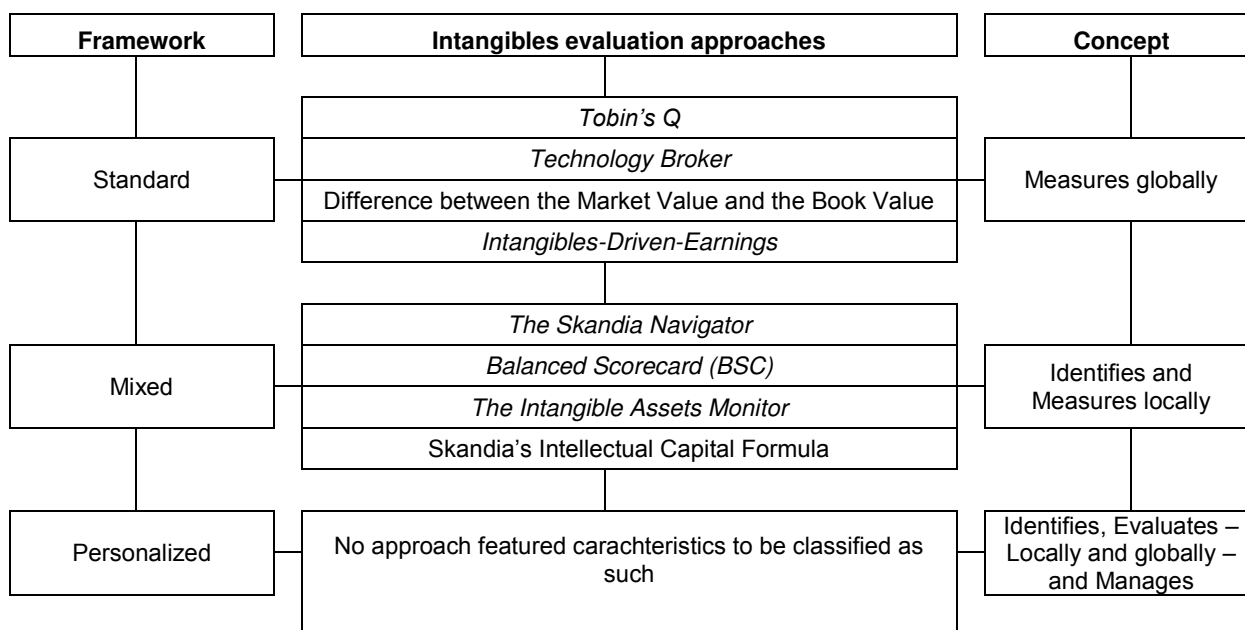 Framework
Intangibles evaluation approaches
Concept
Tobin's Q
Technology Broker
Standard
Difference between the Market Value and the Book Value
Measures globally
Intangibles-Driven-Earnings
The Skandia Navigator
Balanced Scorecard (BSC)
Mixed
The Intangible Assets Monitor
Identifies and
Measures locally
Skandia's Intellectual Capital Formula
Personalized
No approach featured carachteristics to be classified as
such
Identifies, Evaluates –
Locally and globally –
and Manages